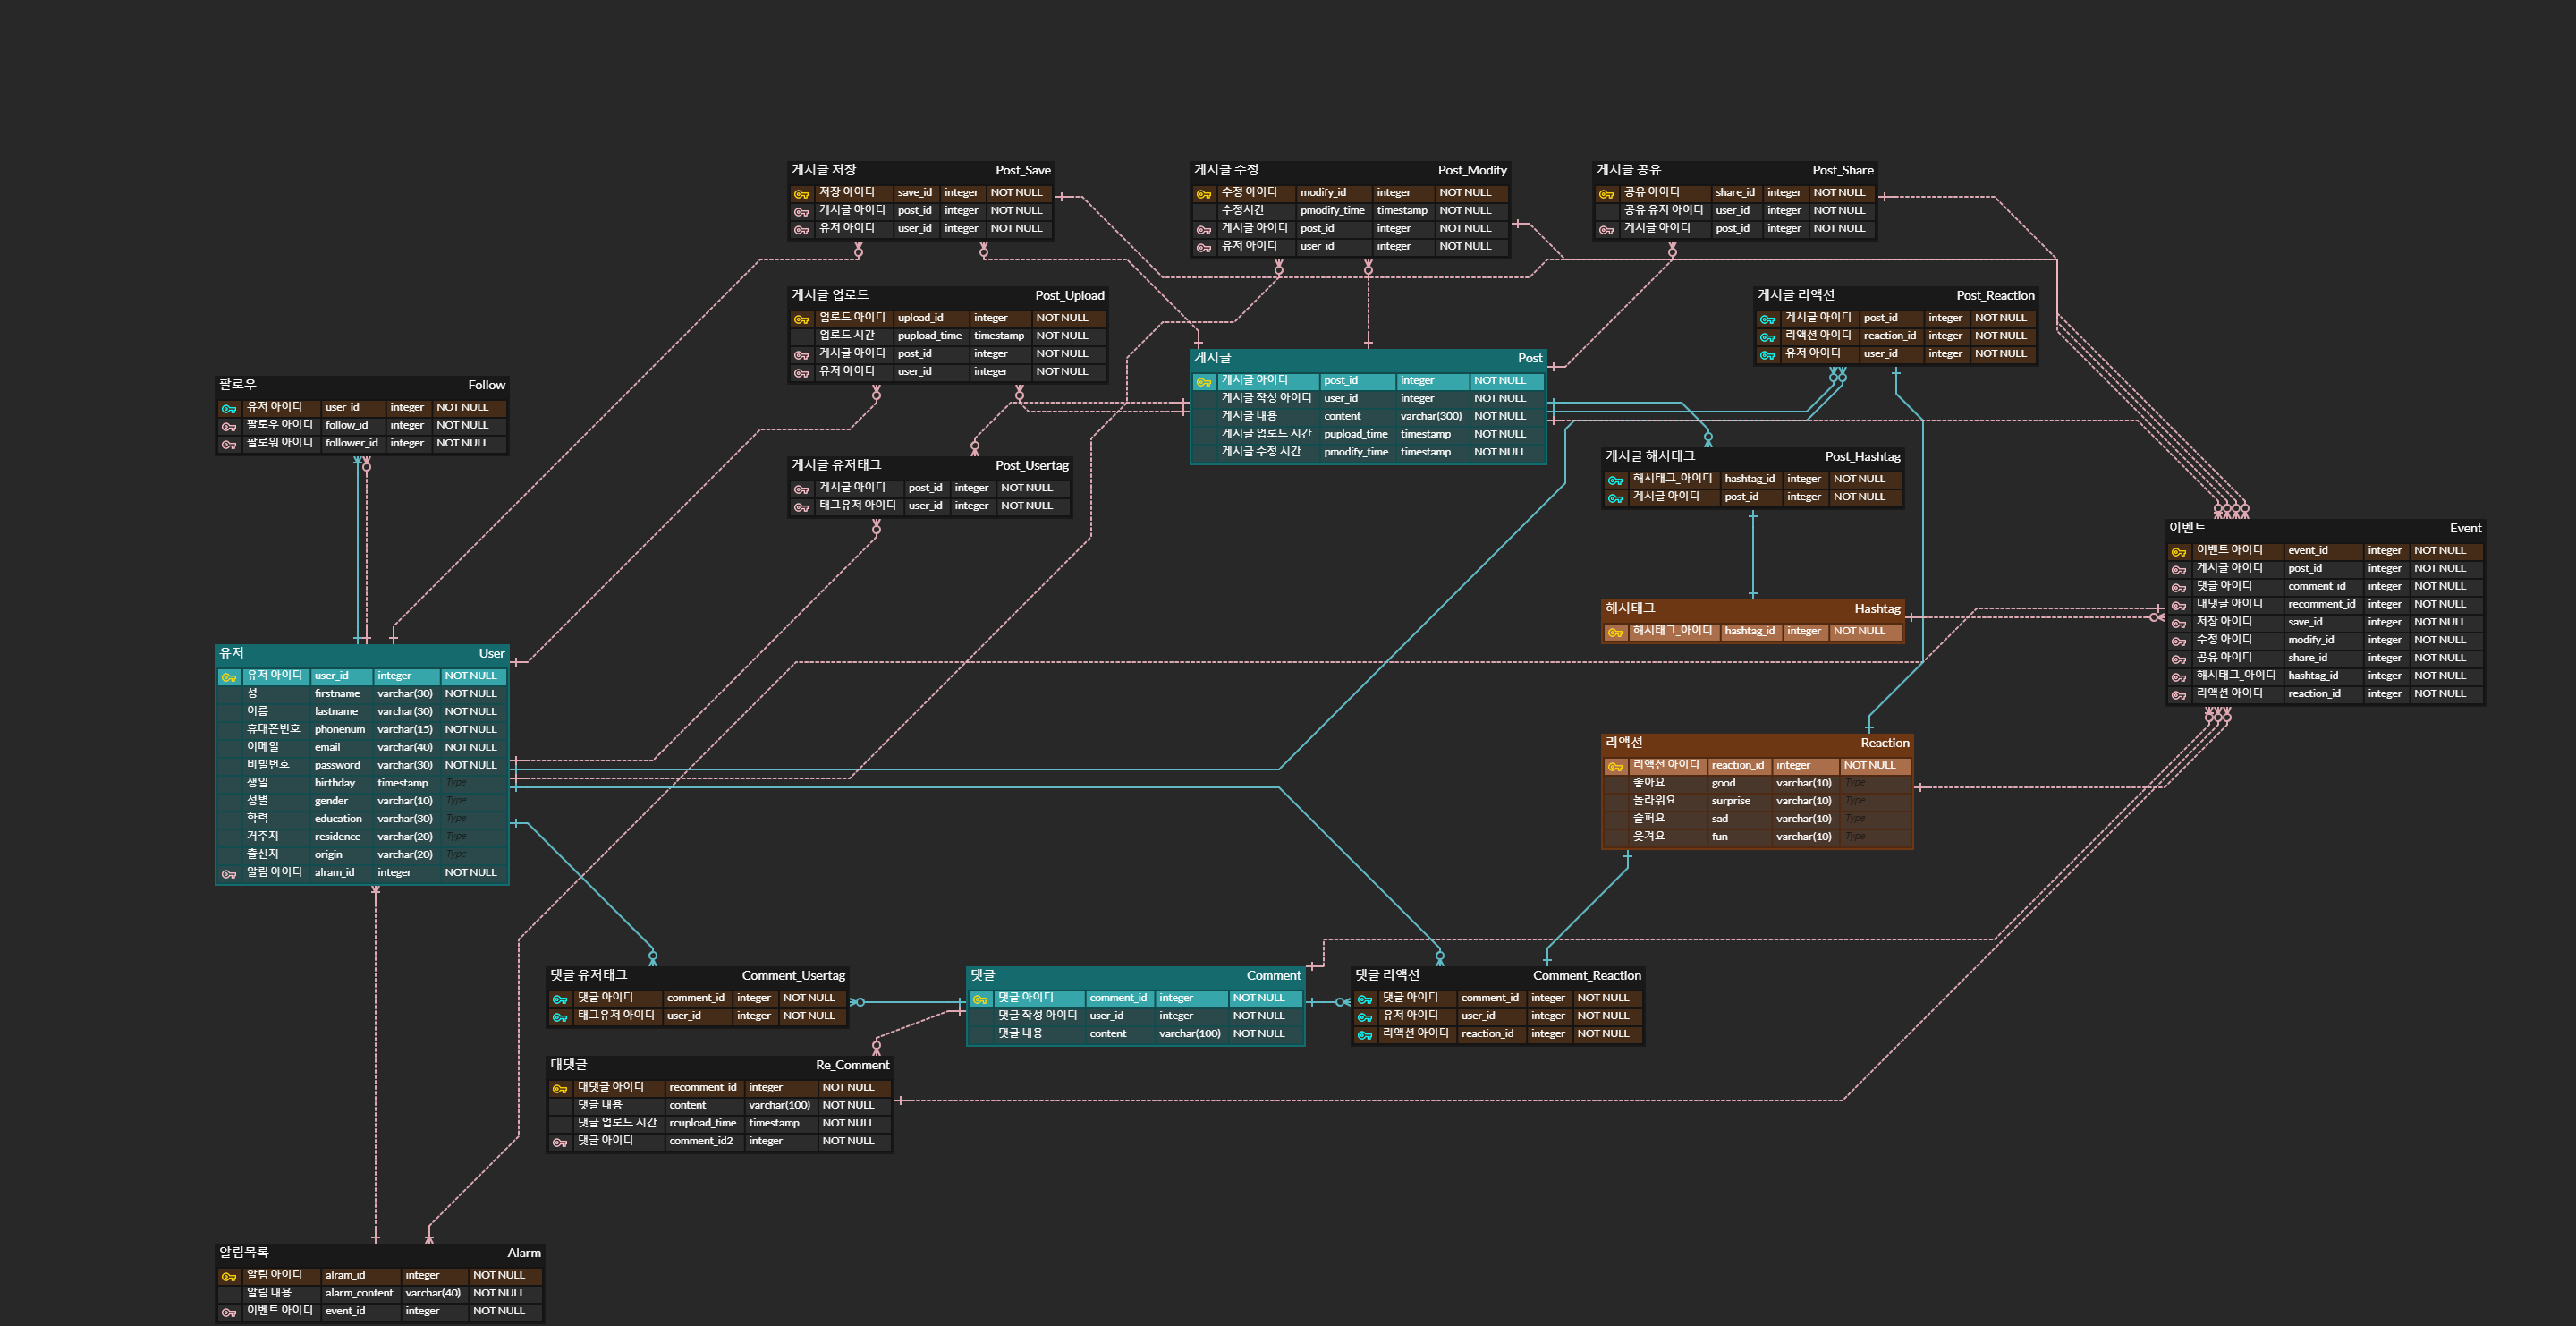 게시글 저장 Post_Save
저장 아이디 save_id integer NOT NULL
게시글 아이디 post_id integer NOT NULL
유저 아이디 user_id integer NOT NULL
게시글 수정 Post_Modify
수정 아이디 modify_id integer NOT NULL
수정시간 pmodify_time timestamp NOT NULL
게시글 아이디 post_id integer NOT NULL
유저 아이디 user_id integer NOT NULL
게시글 공유 Post_Share
공유 아이디 share_id integer NOT NULL
공유 유저 아이디 user_id integer NOT NULL
게시글 아이디 post_id integer NOT NULL
게시글 업로드 Post_Upload
업로드 아이디 upload_id integer NOT NULL
업로드 시간 pupload_time timestamp NOT NULL
게시글 아이디 post_id integer NOT NULL
유저 아이디 user_id integer NOT NULL
게시글 리액션 Post_Reaction
게시글 아이디 post_id integer NOT NULL
리액션 아이디 reaction_id integer NOT NULL
유저 아이디 user_id integer NOT NULL
게시글 Post
게시글 아이디 post_id integer NOT NULL
게시글 작성 아이디 user_id integer NOT NULL
게시글 내용 content varchar(300) NOT NULL
게시글 업로드 시간 pupload_time timestamp NOT NULL
게시글 수정 시간 pmodify_time timestamp NOT NULL
팔로우 Follow
유저 아이디 user_id integer NOT NULL
팔로우 아이디 follow_id integer NOT NULL
팔로워 아이디 follower_id integer NOT NULL
게시글 유저태그 Post_Usertag
게시글 아이디 post_id integer NOT NULL
태그유저 아이디 user_id integer NOT NULL
게시글 해시태그 Post_Hashtag
해시태그_아이디 hashtag_id integer NOT NULL
게시글 아이디 post_id integer NOT NULL
이벤트 Event
이벤트 아이디 event_id integer NOT NULL
게시글 아이디 post_id integer NOT NULL
댓글 아이디 comment_id integer NOT NULL
대댓글 아이디 recomment_id integer NOT NULL
저장 아이디 save_id integer NOT NULL
수정 아이디 modify_id integer NOT NULL
공유 아이디 share_id integer NOT NULL
해시태그_아이디 hashtag_id integer NOT NULL
리액션 아이디 reaction_id integer NOT NULL
해시태그 Hashtag
해시태그_아이디 hashtag_id integer NOT NULL
유저 User
유저 아이디 user_id integer NOT NULL
성 firstname varchar(30) NOT NULL
이름 lastname varchar(30) NOT NULL
휴대폰번호 phonenum varchar(15) NOT NULL
이메일 email varchar(40) NOT NULL
비밀번호 password varchar(30) NOT NULL
생일 birthday timestamp Type
성별 gender varchar(10) Type
학력 education varchar(30) Type
거주지 residence varchar(20) Type
출신지 origin varchar(20) Type
알림 아이디 alram_id integer NOT NULL
리액션 Reaction
리액션 아이디 reaction_id integer NOT NULL
좋아요 good varchar(10) Type
놀라워요 surprise varchar(10) Type
슬퍼요 sad varchar(10) Type
웃겨요 fun varchar(10) Type
댓글 유저태그 Comment_Usertag
댓글 아이디 comment_id integer NOT NULL
태그유저 아이디 user_id integer NOT NULL
댓글 Comment
댓글 아이디 comment_id integer NOT NULL
댓글 작성 아이디 user_id integer NOT NULL
댓글 내용 content varchar(100) NOT NULL
댓글 리액션 Comment_Reaction
댓글 아이디 comment_id integer NOT NULL
유저 아이디 user_id integer NOT NULL
리액션 아이디 reaction_id integer NOT NULL
대댓글 Re_Comment
대댓글 아이디 recomment_id integer NOT NULL
댓글 내용 content varchar(100) NOT NULL
댓글 업로드 시간 rcupload_time timestamp NOT NULL
댓글 아이디 comment_id2 integer NOT NULL
알림목록 Alarm
알림 아이디 alram_id integer NOT NULL
알림 내용 alarm_content varchar(40) NOT NULL
이벤트 아이디 event_id integer NOT NULL